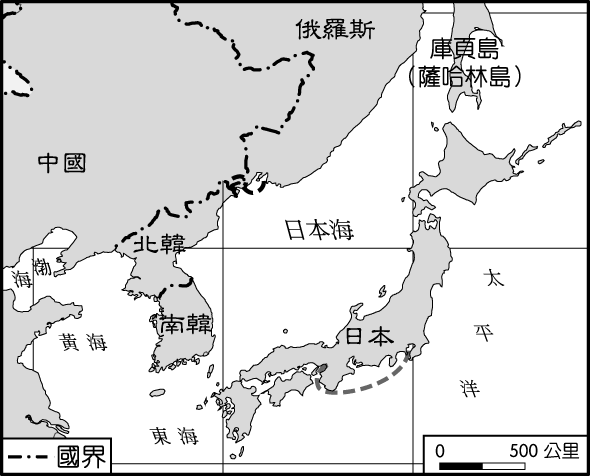 俄羅斯
庫頁島
（薩哈林島）
中國
日本海
北韓
渤
海
太
平
洋
南韓
日本
黃海
東海
國界
0 500 公里